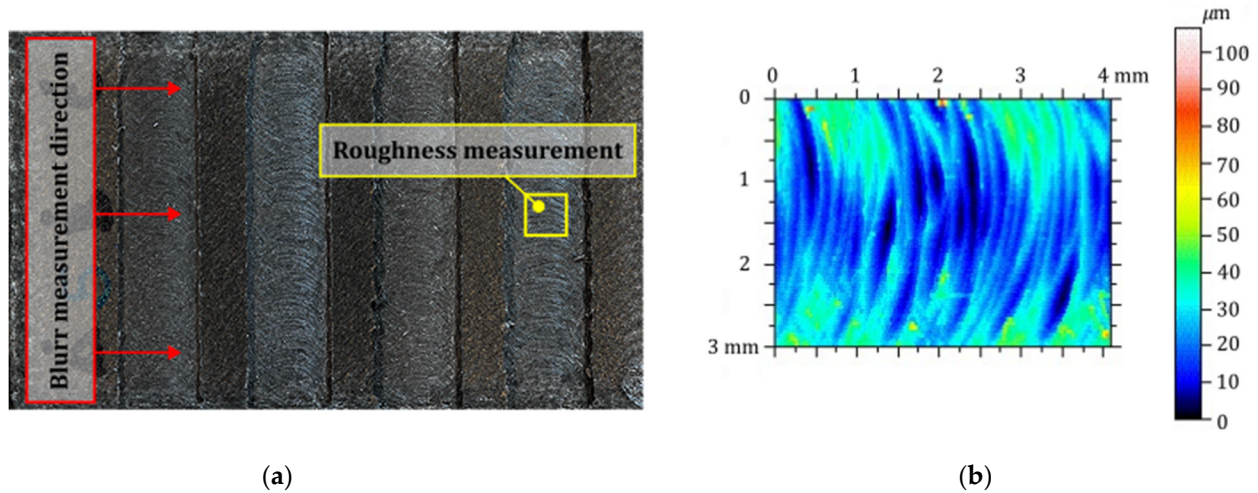 Blurr measurement direction
Roughness measurement
(a)
μm
0 1 2 3 4 mm
0
1
2
3 mm
100
90
80
70
60
50
40
30
20
10
0
(b)